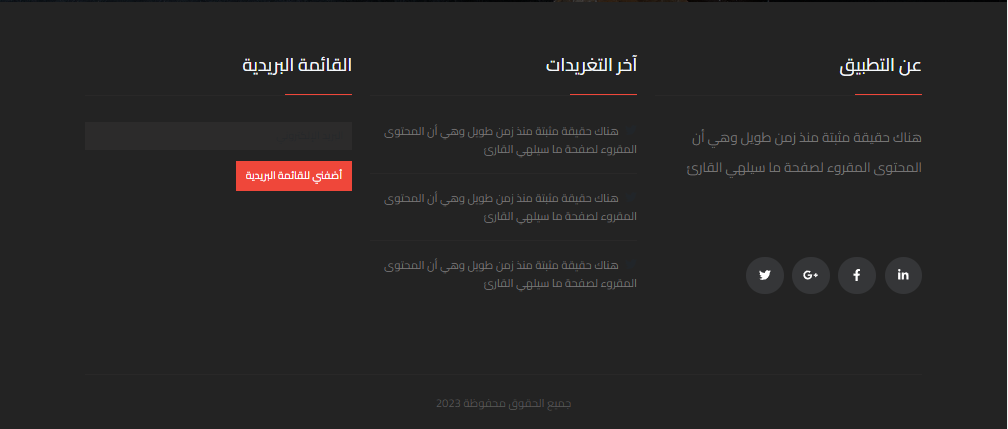 عن التطبيق
هناك حقيقة مثبتة منذ زمن طويل وهي أن
المحتوى المقروء لصفحة ما سيلهي القارئ
آخر التغريدات
هناك حقيقة مثبتة منذ زمن طويل وهي أن المحتوى
المقروء لصفحة ما سيلهي القارئ
هناك حقيقة مثبتة منذ زمن طويل وهي أن المحتوى
المقروء لصفحة ما سيلهي القارئ
هناك حقيقة مثبتة منذ زمن طويل وهي أن المحتوى
المقروء لصفحة ما سيلهي القارئ
القائمة البريدية
أضفني للقائمة البريدية
جميع الحقوق محفوظة 2023